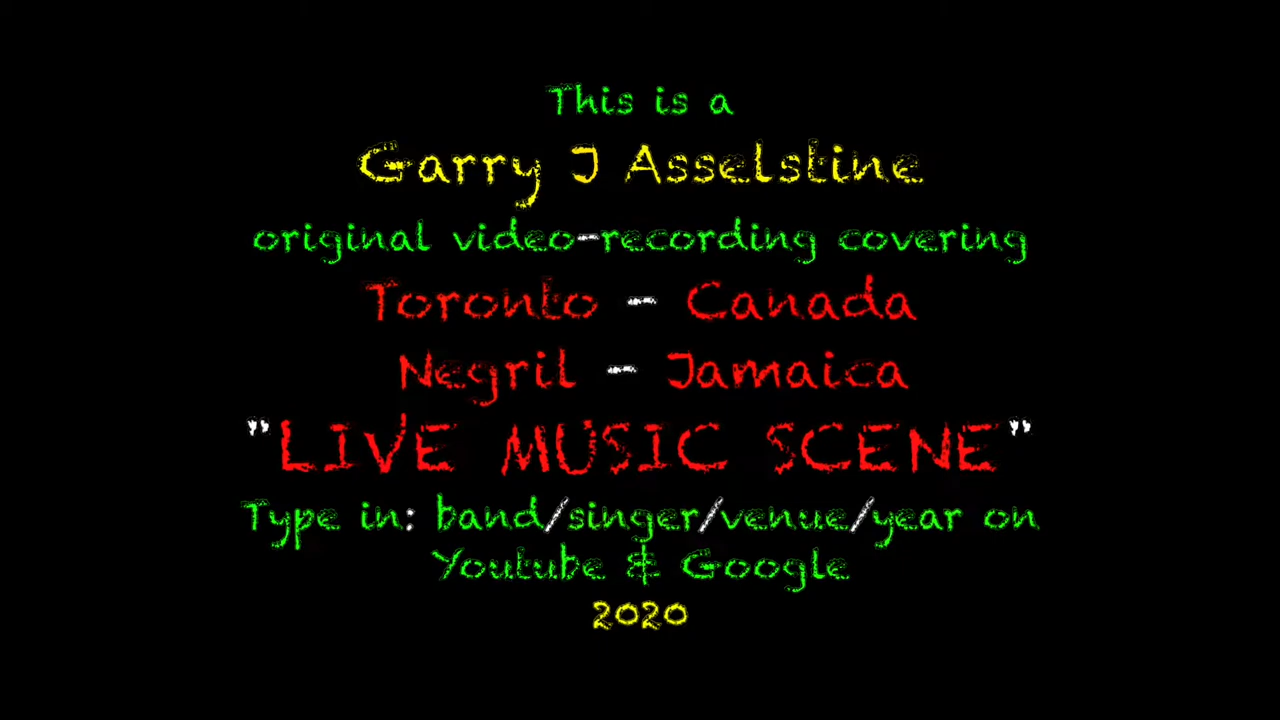 This is a
Garry J Asselstine
original video-recording covering
Toronto - Canada
Negril - Jamaica
"LIVE MUSIC SCENE"
Type in: band/singer/venue/year on
Youtube & Google
2020